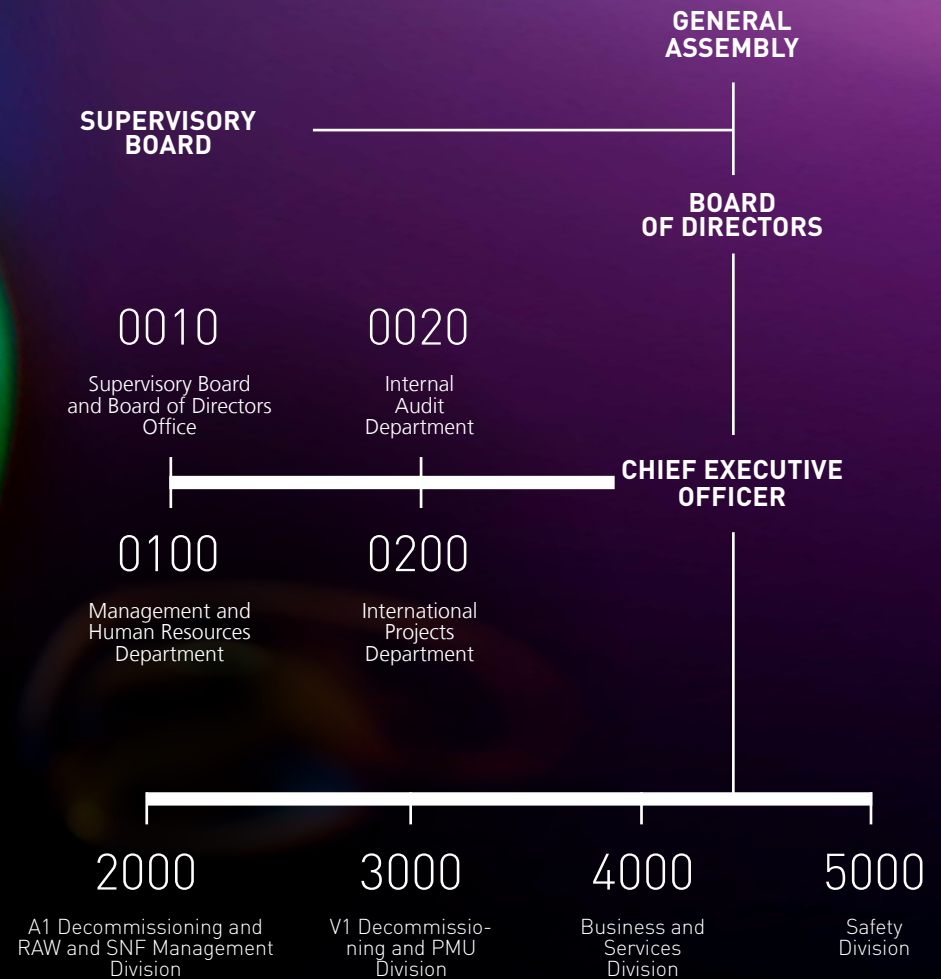 GENERAL
ASSEMBLY
SUPERVISORY
BOARD
BOARD
OF DIRECTORS
0010
Supervisory Board
and Board of Directors
Office
0020
Internal
Audit
Department
CHIEF EXECUTIVE
OFFICER
0100
Management and
Human Resources
Department
0200
International
Projects
Department
2000
A1 Decommissioning and
RAW and SNF Management
Division
3000
V1 Decommissio-
ning and PMU
Division
4000
Business and
Services
Division
5000
Safety
Division